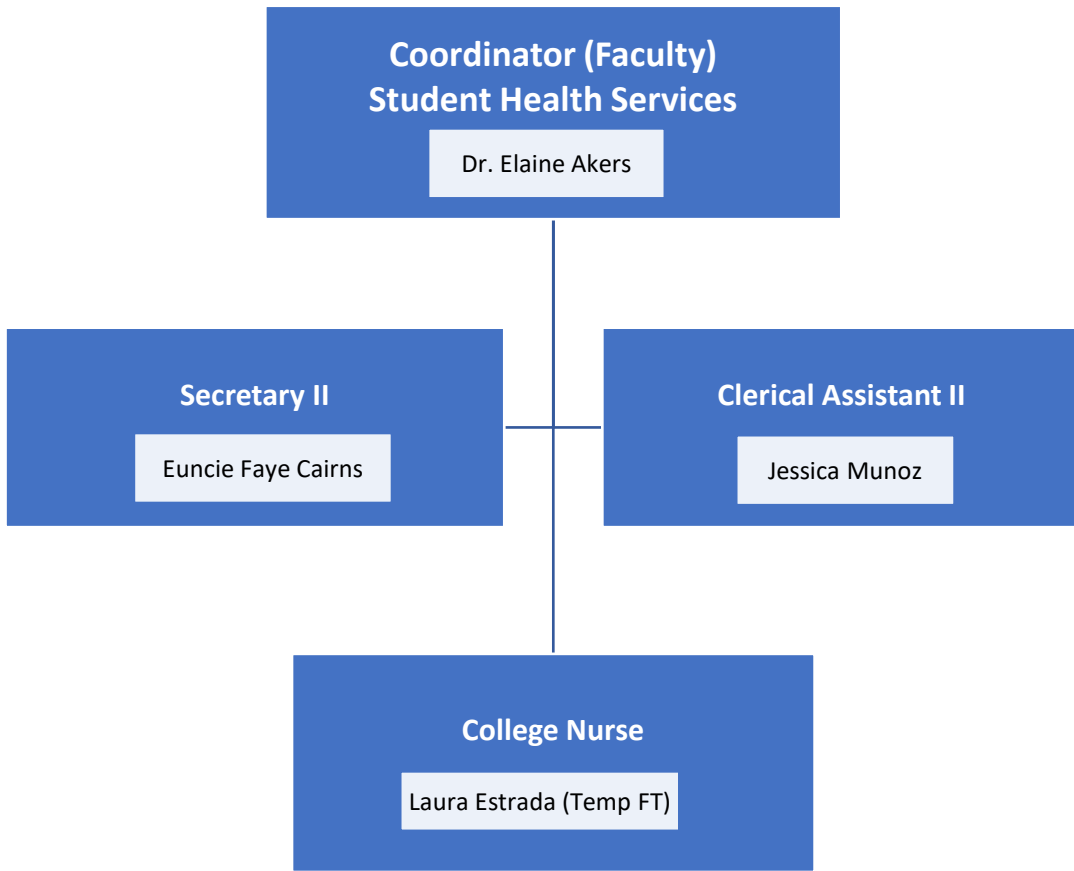 Coordinator (Faculty)
Student Health Services
Dr. Elaine Akers
Secretary II
Euncie Faye Cairns
Clerical Assistant II
Jessica Munoz
College Nurse
Laura Estrada (Temp FT)